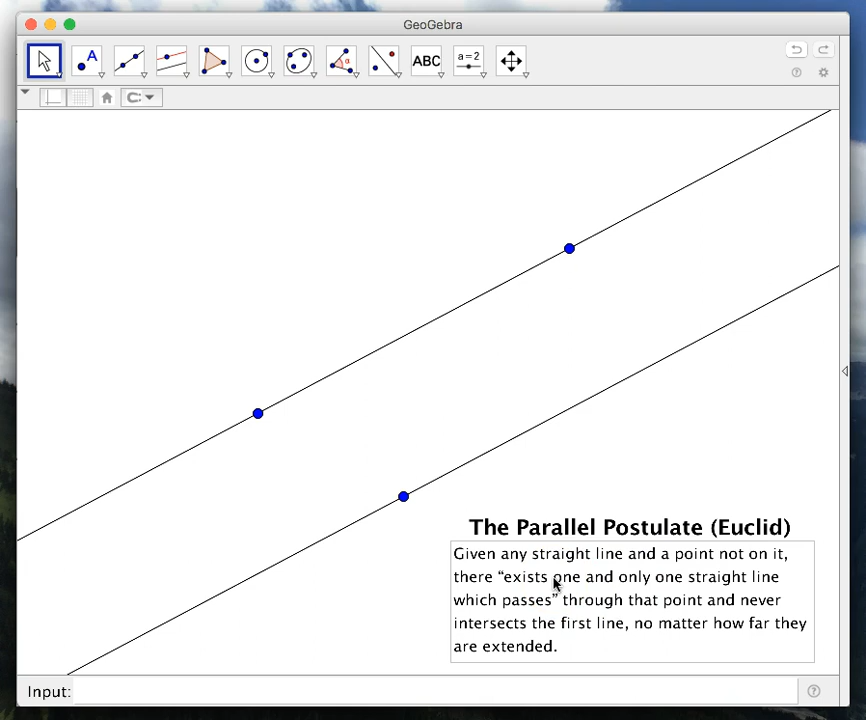 GeoGebra
A
α
ABC
a=2
The Parallel Postulate (Euclid)
Given any straight line and a point not on it,
there “exists one and only one straight line
which passes” through that point and never
intersects the first line, no matter how far they
are extended.
Input: